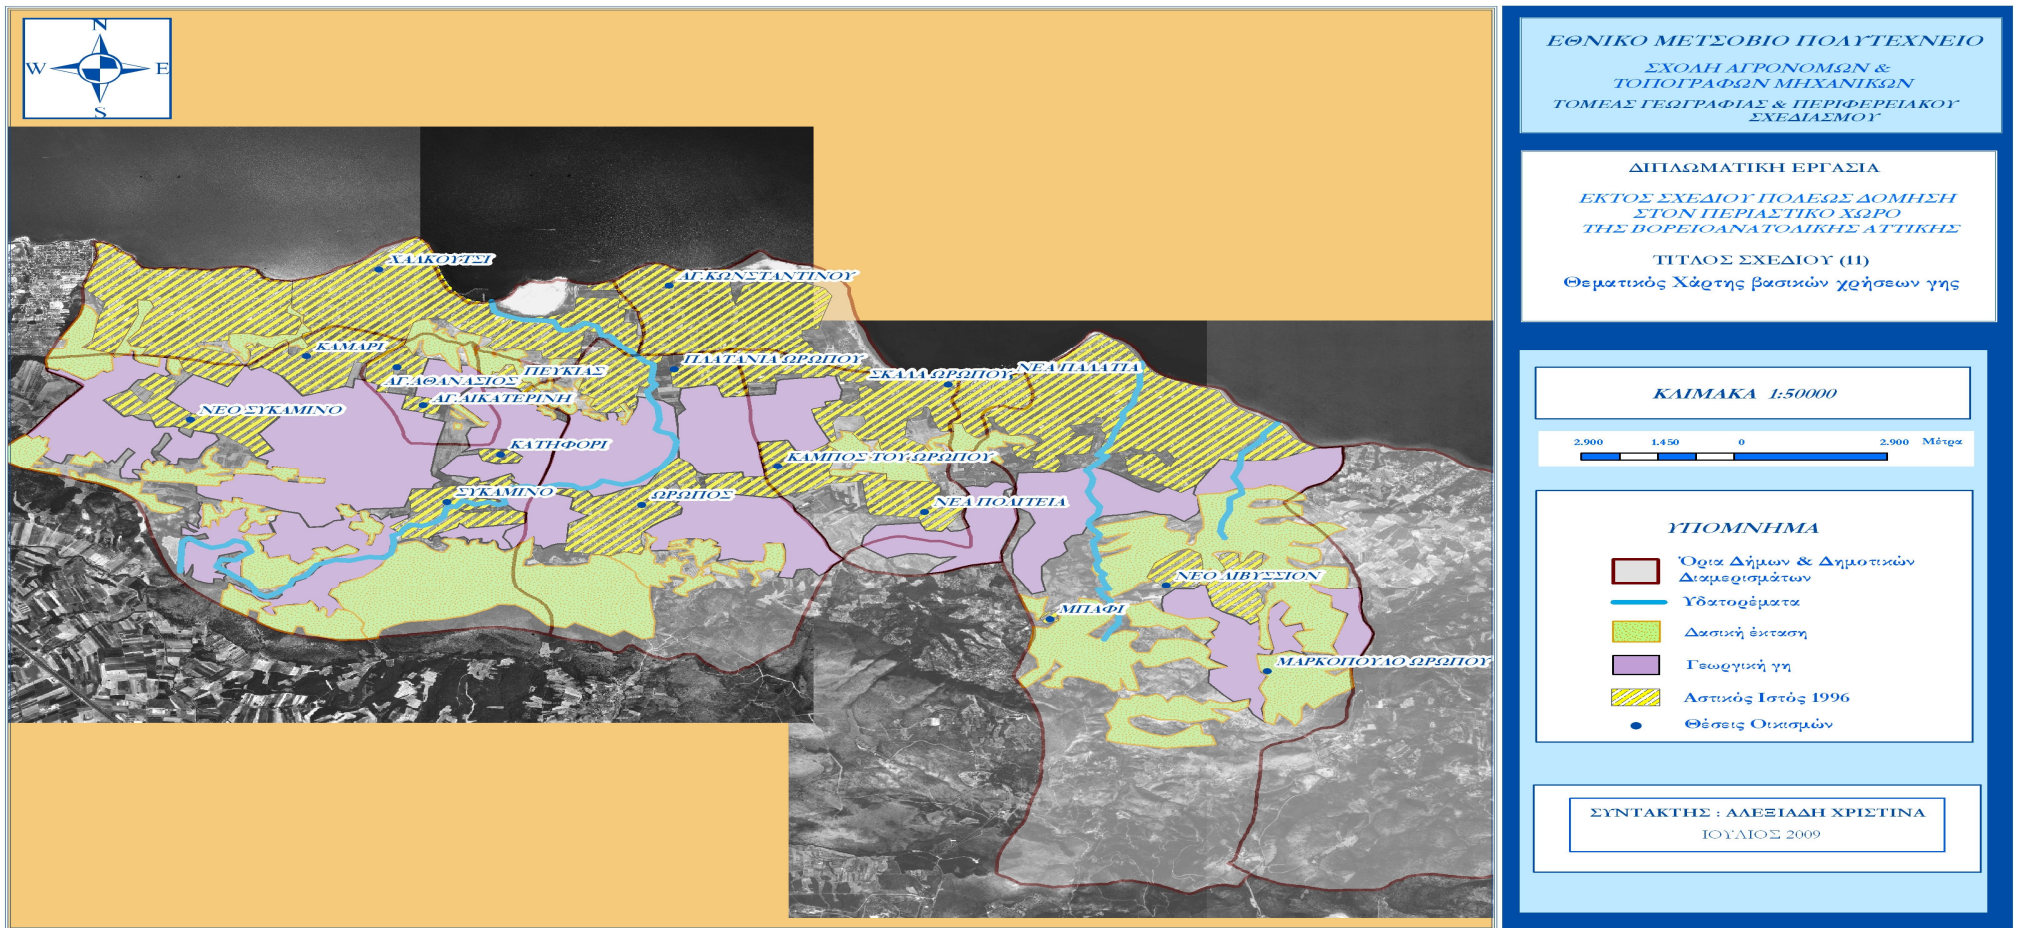 N
W E
S
ΧΑΛΚΟΥΤΣΙ
ΑΓ.ΚΩΝΣΤΑΝΤΙΝΟΥ
ΚΑΜΑΡΙ
ΠΛΑΤΑΝΙΑ ΩΡΩΠΟΥ
ΑΓ.ΑΘΑΝΑΣΙΟΣ
ΠΕΥΚΙΑΣ
ΣΚΑΛΑ ΩΡΩΠΟΥ
ΝΕΑ ΠΑΛΑΤΙΑ
ΑΓ.ΑΙΚΑΤΕΡΙΝΗ
ΝΕΟ ΣΥΚΑΜΙΝΟ
ΚΑΤΗΦΟΡΙ
ΚΑΜΠΟΣ ΤΟΥ ΩΡΩΠΟΥ
ΣΥΚΑΜΙΝΟ
ΩΡΩΠΟΣ
ΝΕΑ ΠΟΛΙΤΕΙΑ
ΝΕΟ ΛΙΒΥΣΣΙΟΝ
ΜΠΑΦΙ
ΜΑΡΚΟΠΟΥΛΟ ΩΡΩΠΟΥ
ΕΘΝΙΚΟ ΜΕΤΣΟΒΙΟ ΠΟΛΥΤΕΧΝΕΙΟ
ΣΧΟΛΗ ΑΓΡΟΝΟΜΩΝ &
ΤΟΠΟΓΡΑΦΩΝ ΜΗΧΑΝΙΚΩΝ
ΤΟΜΕΑΣ ΓΕΩΓΡΑΦΙΑΣ & ΠΕΡΙΦΕΡΕΙΑΚΟΥ
ΣΧΕΔΙΑΣΜΟΥ
ΔΙΠΛΩΜΑΤΙΚΗ ΕΡΓΑΣΙΑ
ΕΚΤΟΣ ΣΧΕΔΙΟΥ ΠΟΛΕΩΣ ΔΟΜΗΣΗ
ΣΤΟΝ ΠΕΡΙΑΣΤΙΚΟ ΧΩΡΟ
ΤΗΣ ΒΟΡΕΙΟΑΝΑΤΟΛΙΚΗΣ ΑΤΤΙΚΗΣ
ΤΙΤΛΟΣ ΣΧΕΔΙΟΥ (11)
Θεματικός Χάρτης βασικών χρήσεων γης
ΚΛΙΜΑΚΑ 1:50000
2.900 1.450 0 2.900 Μέτρα
ΥΠΟΜΝΗΜΑ
Όρια Δήμων & Δημοτικών
Διαμερισμάτων
Υδατορέματα
Δασική έκταση
Γεωργική γη
Αστικός Ιστός 1996
Θέσεις Οικισμών
ΣΥΝΤΑΚΤΗΣ : ΑΛΕΞΙΑΔΗ ΧΡΙΣΤΙΝΑ
ΙΟΥΛΙΟΣ 2009